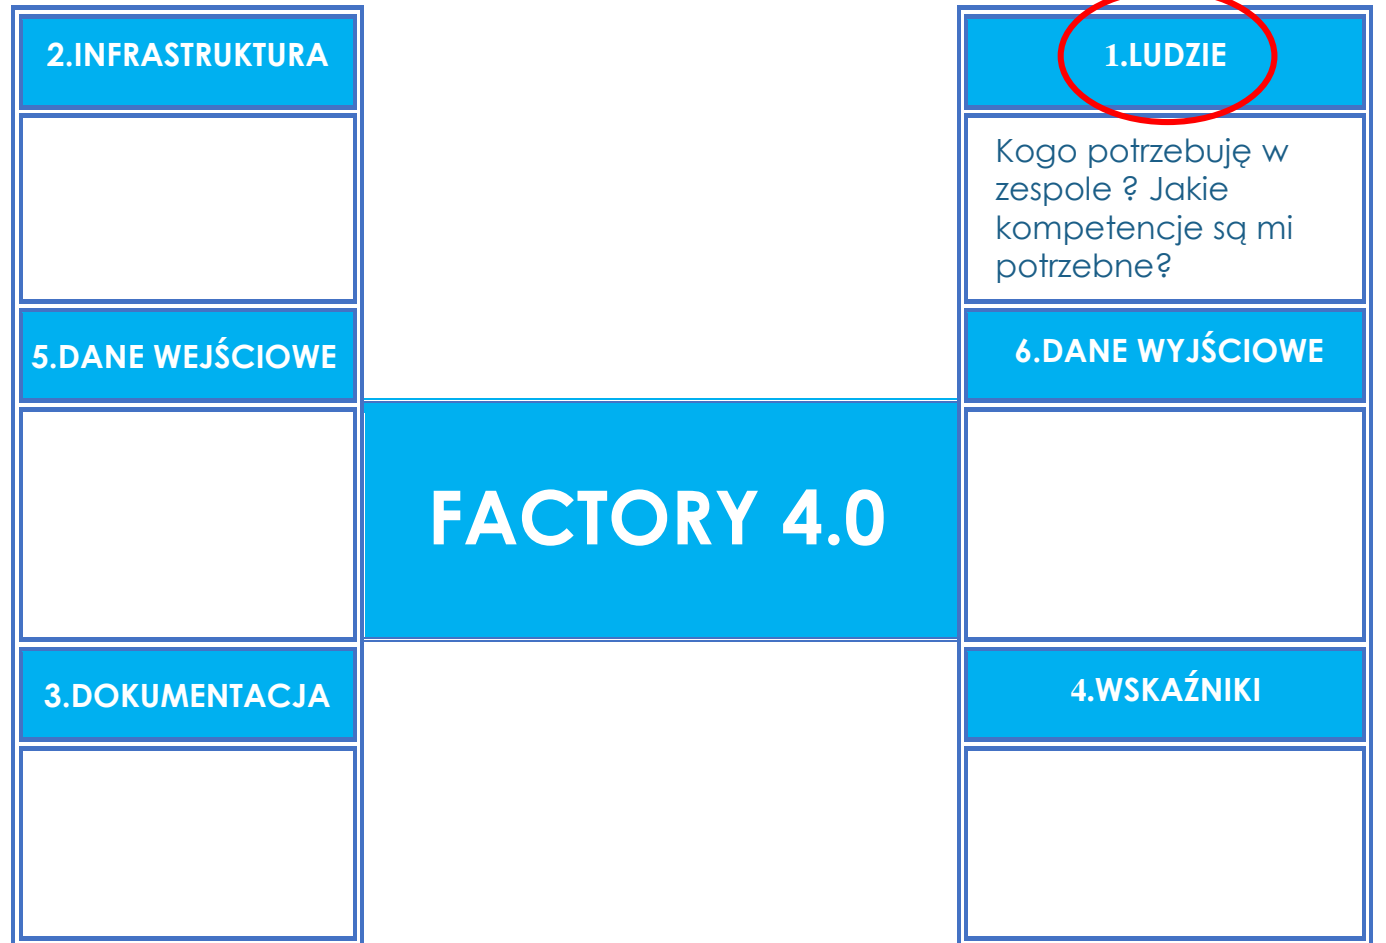 2.INFRASTRUKTURA
1.LUDZIE
Kogo potrzebuję w
zespole ? Jakie
kompetencje są mi
potrzebne?
5.DANE WEJŚCIOWE
6.DANE WYJŚCIOWE
FACTORY 4.0
3.DOKUMENTACJA
4.WSKAŹNIKI